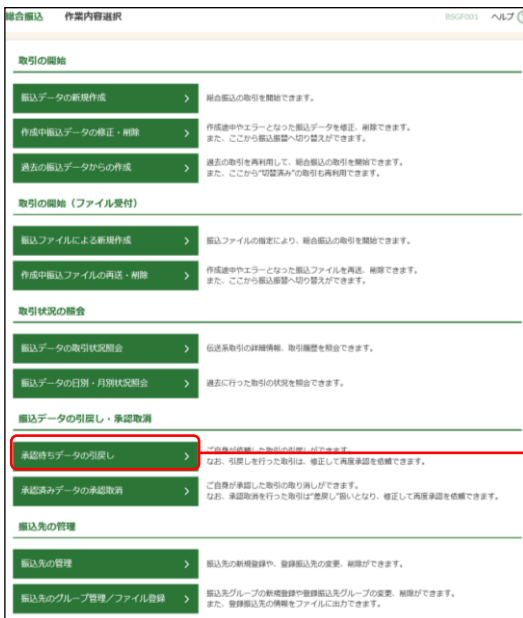 総合振込 作業内容選択 BSGF001 ヘルプ
取引の開始
振込データの新規作成
総合振込の取引を開始できます。
作成中振込データの修正・削除
作成途中やエラーとなった振込データを修正、削除できます。
また、ここから振込振替へ切り替えができます。
過去の振込データからの作成
過去の取引を再利用して、総合振込の取引を開始できます。
また、ここから"切替済み"の取引も再利用できます。
取引の開始（ファイル受付）
振込ファイルによる新規作成
振込ファイルの指定により、総合振込の取引を開始できます。
作成中振込ファイルの再送・削除
作成途中やエラーとなった振込ファイルを再送、削除できます。
また、ここから振込振替へ切り替えができます。
取引状況の照会
振込データの取引状況照会
伝送系取引の詳細情報、取引履歴を照会できます。
振込データの日別・月別状況照会
過去に行った取引の状況を照会できます。
振込データの引戻し・承認取消
承認待ちデータの引戻し
ご自身が依頼した取引の引戻しができます。
なお、引戻しを行った取引は、修正して再度承認を依頼できます。
承認済みデータの承認取消
ご自身が承認した取引の取り消しができます。
なお、承認取消を行った取引は"差戻し"扱いとなり、修正して再度承認を依頼できます。
振込先の管理
振込先の管理
振込先の新規登録や、登録振込先の変更、削除ができます。
振込先のグループ管理／ファイル登録
振込先グループの新規登録や登録振込先グループの変更、削除ができます。
また、登録振込先の情報をファイルに出力できます。